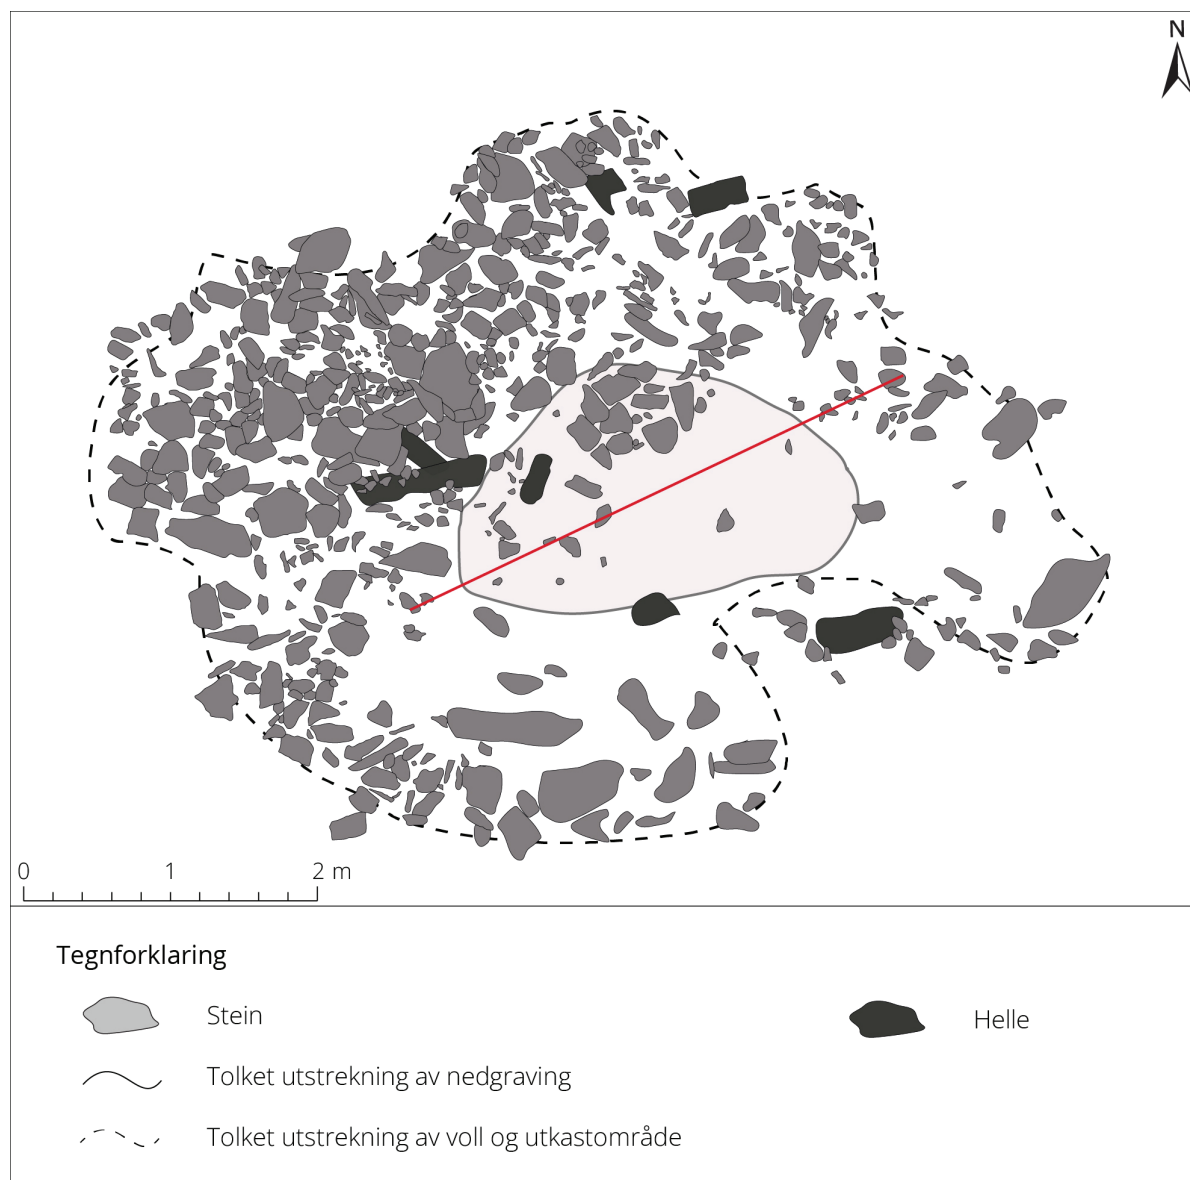 N
0 1 2 m
Tegnforklaring
Stein
Helle
Tolket utstrekning av nedgraving
Tolket utstrekning av voll og utkastområde